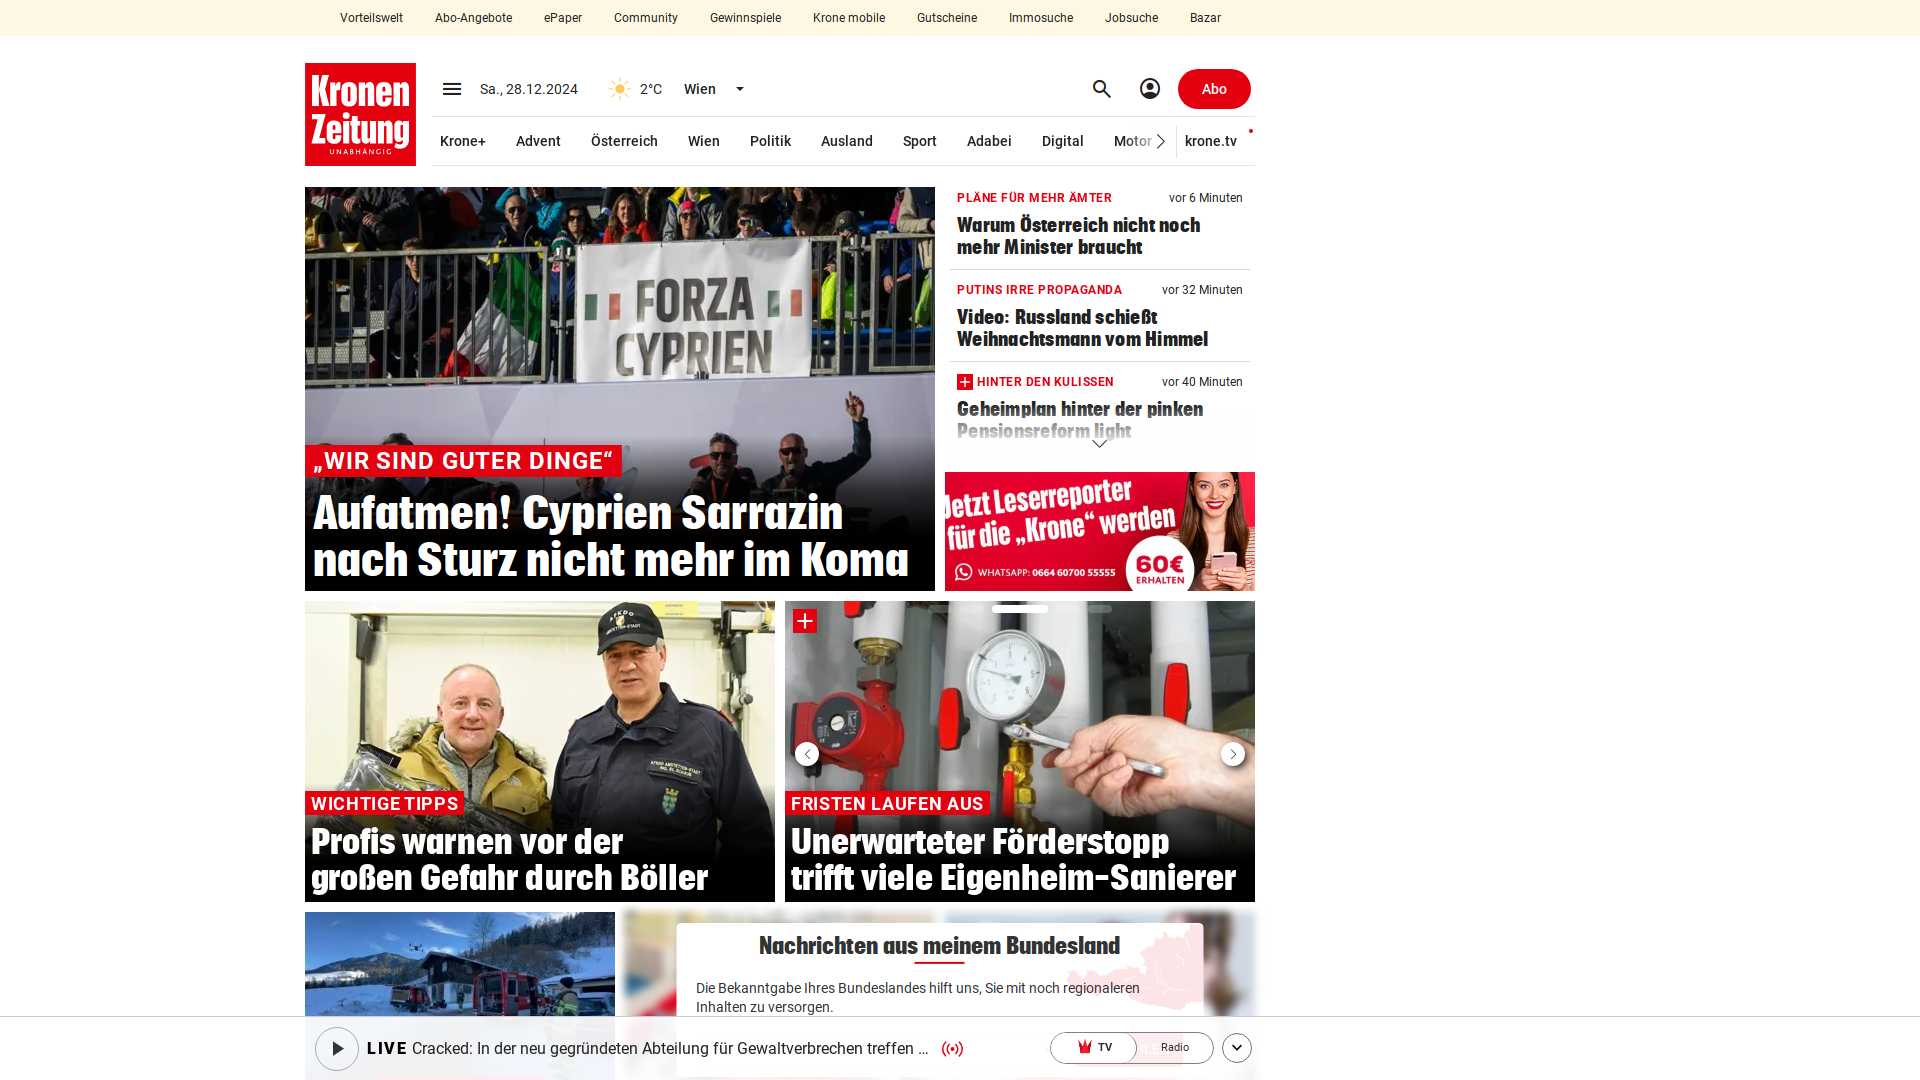 Vorteilswelt
Abo-Angebote
ePaper
Community
Gewinnspiele
Krone mobile
Gutscheine
Immosuche
Jobsuche
Bazar
Kronen
Zeitung
UNABHÄNGIG
Sa., 28.12.2024
2°C
Wien
Abo
Krone+
Advent
Österreich
Wien
Politik
Ausland
Sport
Adabei
Digital
Motor
krone.tv
FORZA
CYPRIEN
„WIR SIND GUTER DINGE“
Aufatmen! Cyprien Sarrazin
nach Sturz nicht mehr im Koma
PLÄNE FÜR MEHR ÄMTER
vor 6 Minuten
Warum Österreich nicht noch
mehr Minister braucht
PUTINS IRRE PROPAGANDA
vor 32 Minuten
Video: Russland schießt
Weihnachtsmann vom Himmel
HINTER DEN KULISSEN
vor 40 Minuten
Geheimplan hinter der pinken
Pensionsreform light
Jetzt Leserreporter
für die „Krone“ werden
WHATSAPP: 0664 60700 55555
60€
ERHALTEN
WICHTIGE TIPPS
Profis warnen vor der
großen Gefahr durch Böller
FRISTEN LAUFEN AUS
Unerwarteter Förderstopp
trifft viele Eigenheim-Sanierer
Nachrichten aus meinem Bundesland
Die Bekanntgabe Ihres Bundeslandes hilft uns, Sie mit noch regionaleren
Inhalten zu versorgen.
LIVE Cracked: In der neu gegründeten Abteilung für Gewaltverbrechen treffen ...
TV
Radio